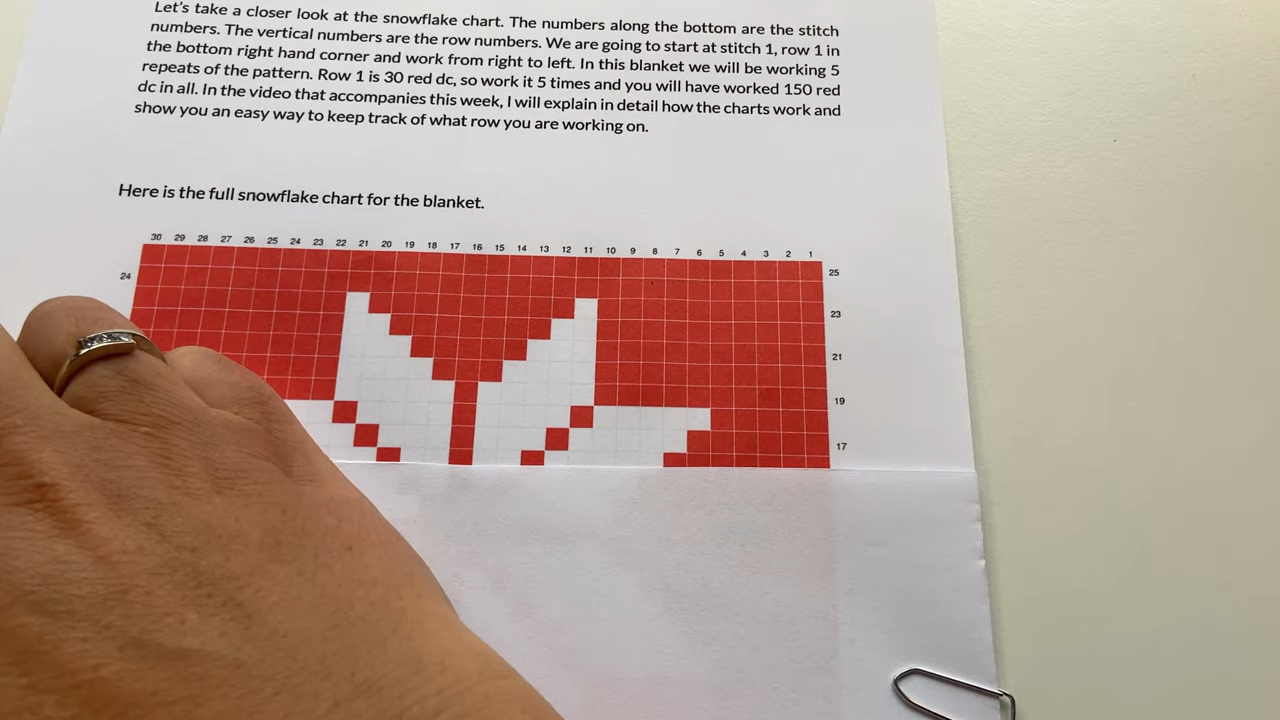 Let's take a closer look at the snowflake chart. The numbers along the bottom are the stitch
numbers. The vertical numbers are the row numbers. We are going to start at stitch 1, row 1 in
the bottom right hand corner and work from right to left. In this blanket we will be working 5
repeats of the pattern. Row 1 is 30 red dc, so work it 5 times and you will have worked 150 red
dc in all. In the video that accompanies this week, I will explain in detail how the charts work and
show you an easy way to keep track of what row you are working on.
Here is the full snowflake chart for the blanket.
30 29 28 27 26 25 24 23 22 21 20 19 18 17 16 15 14 13 12 11 10 9 8 7 6 5 4 3 2 1
25
24
23
21
19
17